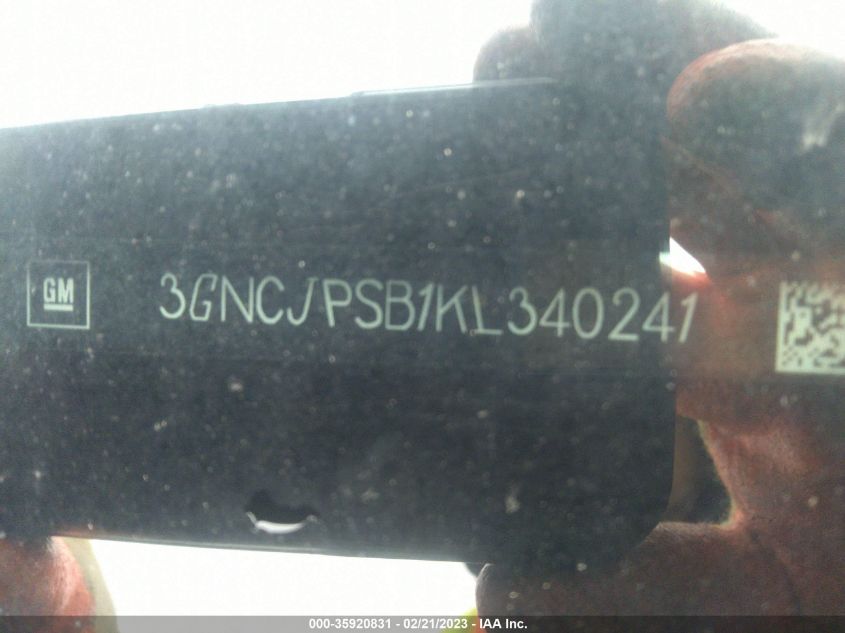 GM
3GNCJPSB1KL340241
000-35920831 - 02/21/2023 - IAA Inc.